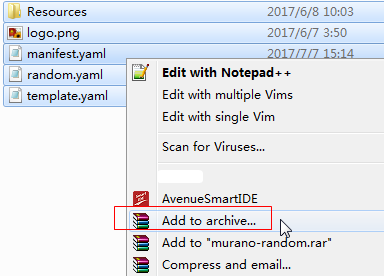 Resources 2017/6/8 10:03
logo.png 2017/6/7 3:50
manifest.yaml 2017/7/7 15:14
random.yaml
template.yaml
Edit with Notepad++
Edit with multiple Vims
Edit with single Vim
Scan for Viruses...
AvenueSmartIDE
Add to archive...
Add to "murano-random.rar"
Compress and email...